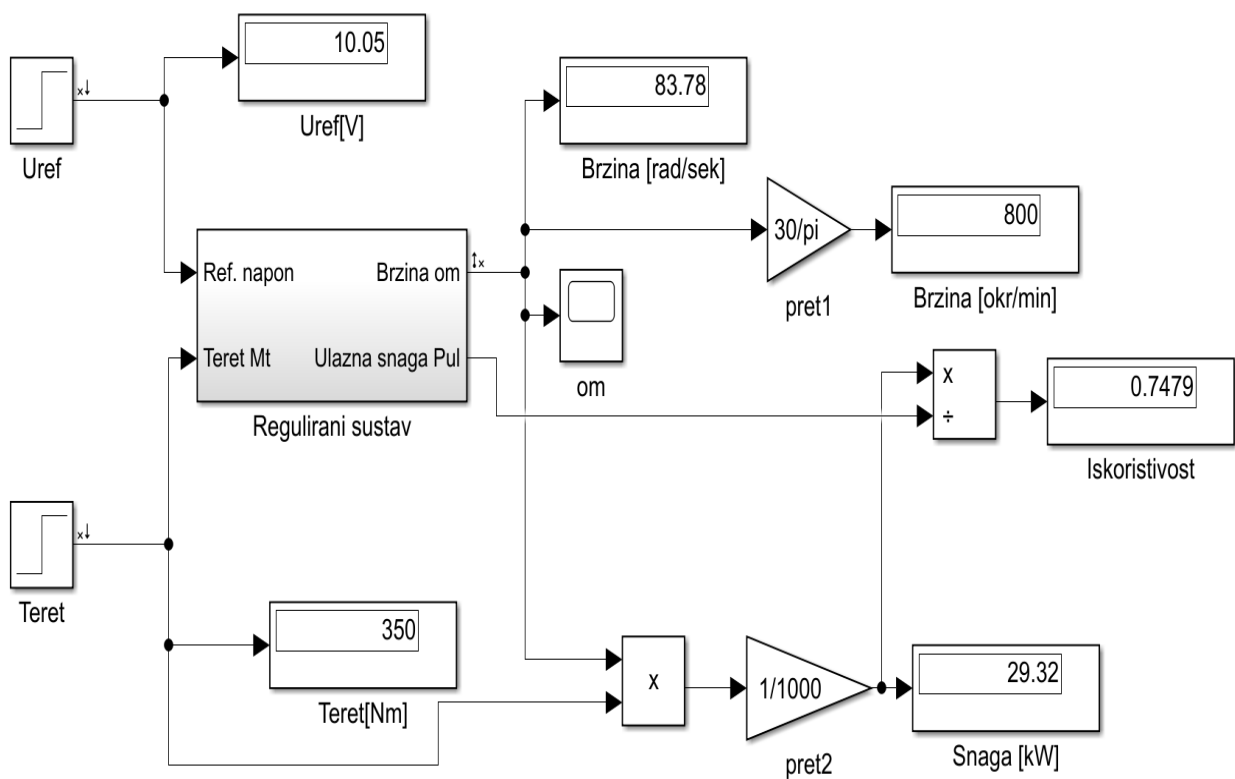 10.05
Uref[V]
Uref
83.78
Brzina [rad/sek]
30/pi
pret1
800
Brzina [okr/min]
Ref. napon
Brzina om
Teret Mt
Ulazna snaga Pul
Regulirani sustav
om
x
÷
0.7479
Iskoristivost
Teret
350
Teret[Nm]
x
1/1000
pret2
29.32
Snaga [kW]